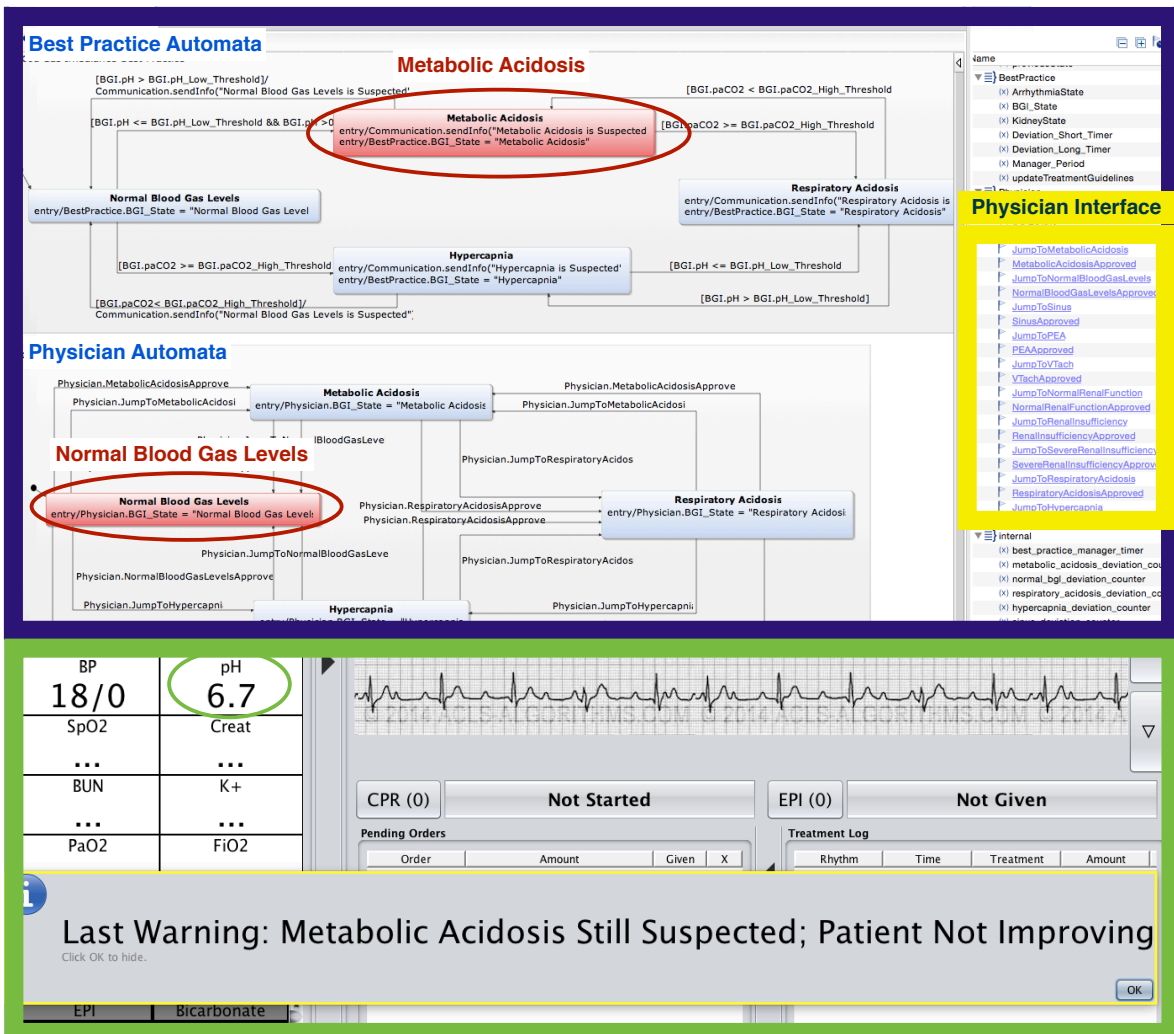 Best Practice Automata
Metabolic Acidosis
[BGI.pH > BGI.pH_Low_Threshold]/
Communication.sendInfo("Normal Blood Gas Levels is Suspected"
[BGI.paCO2 < BGI.paCO2_High_Threshold
Metabolic Acidosis
entry/Communication.sendInfo("Metabolic Acidosis is Suspected
entry/BestPractice.BGI_State = "Metabolic Acidosis"
[BGI.pH <= BGI.pH_Low_Threshold && BGI.pH >0
[BGI.paCO2 >= BGI.paCO2_High_Threshold
Normal Blood Gas Levels
entry/BestPractice.BGI_State = "Normal Blood Gas Level
Respiratory Acidosis
entry/Communication.sendInfo("Respiratory Acidosis is
entry/BestPractice.BGI_State = "Respiratory Acidosis"
Hypercapnia
entry/Communication.sendInfo("Hypercapnia is Suspected'
entry/BestPractice.BGI_State = "Hypercapnia"
[BGI.paCO2 >= BGI.paCO2_High_Threshold
[BGI.pH <= BGI.pH_Low_Threshold
[BGI.paCO2< BGI.paCO2_High_Threshold]/
Communication.sendInfo("Normal Blood Gas Levels is Suspected")
[BGI.pH > BGI.pH_Low_Threshold]
Name
BestPractice
(x) ArrhythmiaState
(x) BGI_State
(x) KidneyState
(x) Deviation_Short_Timer
(x) Deviation_Long_Timer
(x) Manager_Period
(x) updateTreatmentGuidelines
Physician Interface
JumpToMetabolicAcidosis
MetabolicAcidosisApproved
JumpToNormalBloodGasLevels
NormalBloodGasLevelsApproved
JumpToSinus
SinusApproved
JumpToPEA
PEAApproved
JumpToVTach
VTachApproved
JumpToNormalRenalFunction
NormalRenalFunctionApproved
JumpToRenalInsufficiency
RenalInsufficiencyApproved
JumpToSevereRenalInsufficiency
SevereRenalInsufficiencyApprov
JumpToRespiratoryAcidosis
RespiratoryAcidosisApproved
JumpToHypercapnia
internal
(x) best_practice_manager_timer
(x) metabolic_acidosis_deviation_cou
(x) normal_bgl_deviation_counter
(x) respiratory_acidosis_deviation_co
(x) hypercapnia_deviation_counter
Physician Automata
Physician.MetabolicAcidosisApprove
Physician.JumpToMetabolicAcidosi
Metabolic Acidosis
entry/Physician.BGI_State = "Metabolic Acidosis
Physician.MetabolicAcidosisApprove
Physician.JumpToMetabolicAcidosi
Normal Blood Gas Levels
Physician.JumpToRespiratoryAcidos
Normal Blood Gas Levels
entry/Physician.BGI_State = "Normal Blood Gas Levels
Physician.RespiratoryAcidosisApprove
Physician.RespiratoryAcidosisApprove
Respiratory Acidosis
entry/Physician.BGI_State = "Respiratory Acidosi
Physician.JumpToNormalBloodGasLeve
Physician.JumpToRespiratoryAcidos
Physician.NormalBloodGasLevelsApprove
Physician.JumpToHypercapni
Hypercapnia
Physician.JumpToHypercapni
BP
pH
18/0
6.7
SpO2
Creat
...
...
BUN
K+
...
...
PaO2
FiO2
CPR (0)
Not Started
EPI (0)
Not Given
Pending Orders
Order
Amount
Given
X
Treatment Log
Rhythm
Time
Treatment
Amount
Last Warning: Metabolic Acidosis Still Suspected; Patient Not Improving
Click OK to hide.
OK
EPI
Bicarbonate